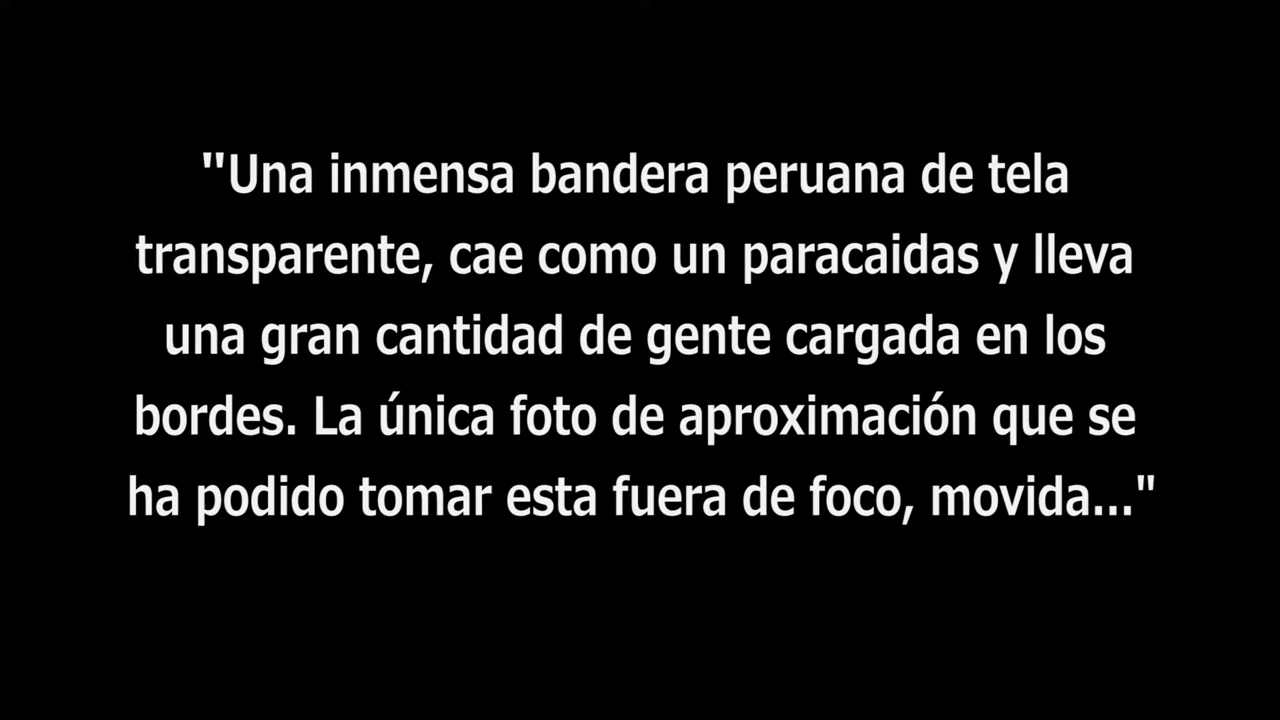 "Una inmensa bandera peruana de tela
transparente, cae como un paracaidas y lleva
una gran cantidad de gente cargada en los
bordes. La única foto de aproximación que se
ha podido tomar esta fuera de foco, movida..."